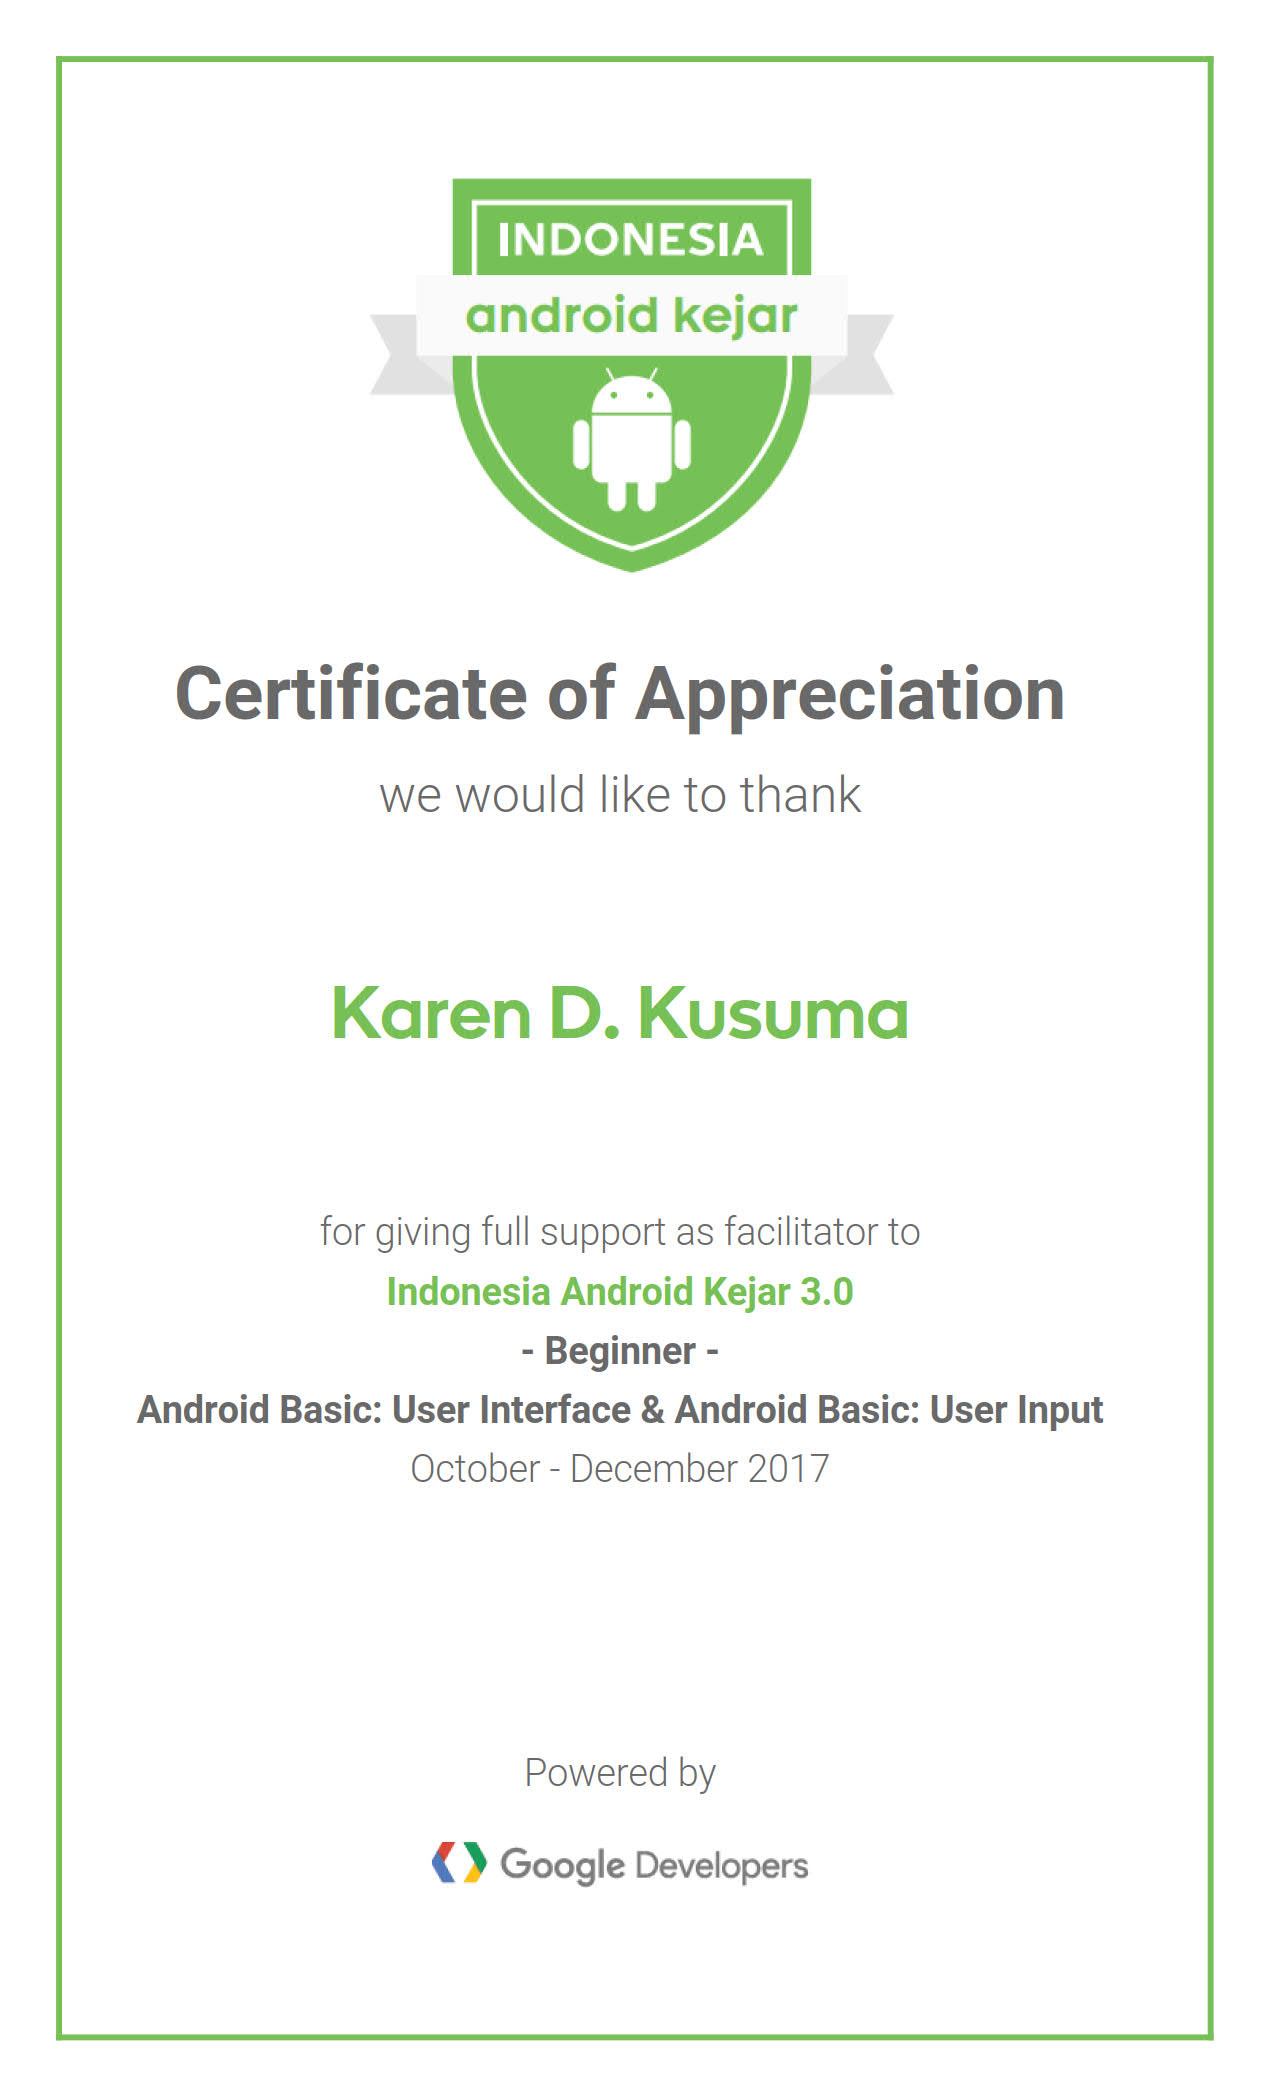 INDONESIA
android kejar
Certificate of Appreciation
we would like to thank
Karen D. Kusuma
for giving full support as facilitator to
Indonesia Android Kejar 3.0
- Beginner -
Android Basic: User Interface & Android Basic: User Input
October - December 2017
Powered by
Google Developers